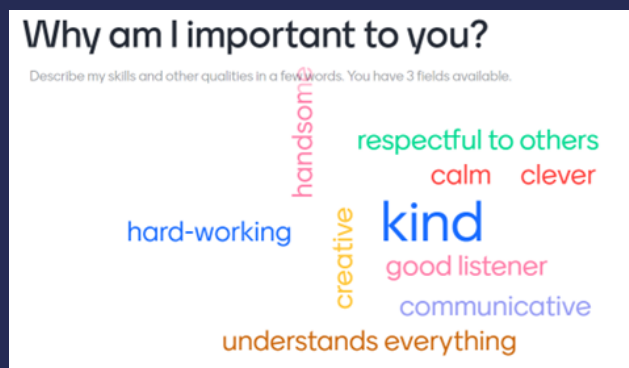 Why am I important to you?
Describe my skills and other qualities in a few words. You have 3 fields available.
handsome
respectful to others
calm clever
kind
hard-working
creative
good listener
communicative
understands everything